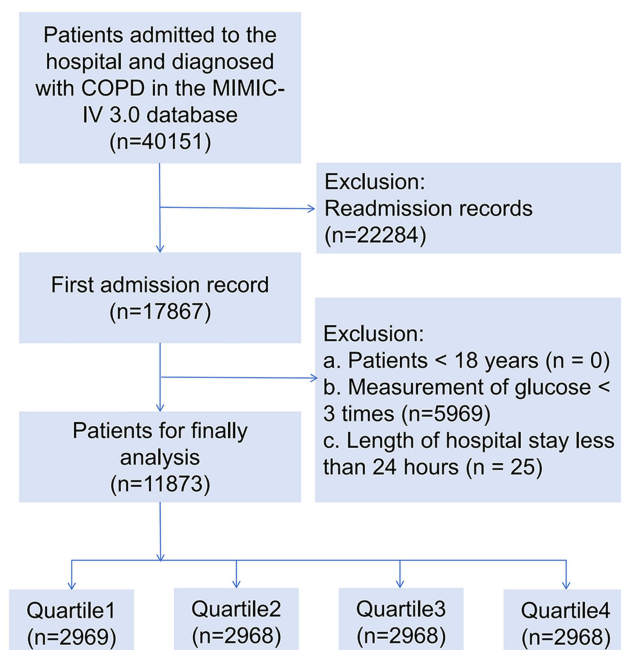 Patients admitted to the
hospital and diagnosed
with COPD in the MIMIC-
IV 3.0 database
(n=40151)
Exclusion:
Readmission records
(n=22284)
First admission record
(n=17867)
Exclusion:
a. Patients < 18 years (n = 0)
b. Measurement of glucose <
3 times (n=5969)
c. Length of hospital stay less
than 24 hours (n = 25)
Patients for finally
analysis
(n=11873)
Quartile1
(n=2969)
Quartile2
(n=2968)
Quartile3
(n=2968)
Quartile4
(n=2968)